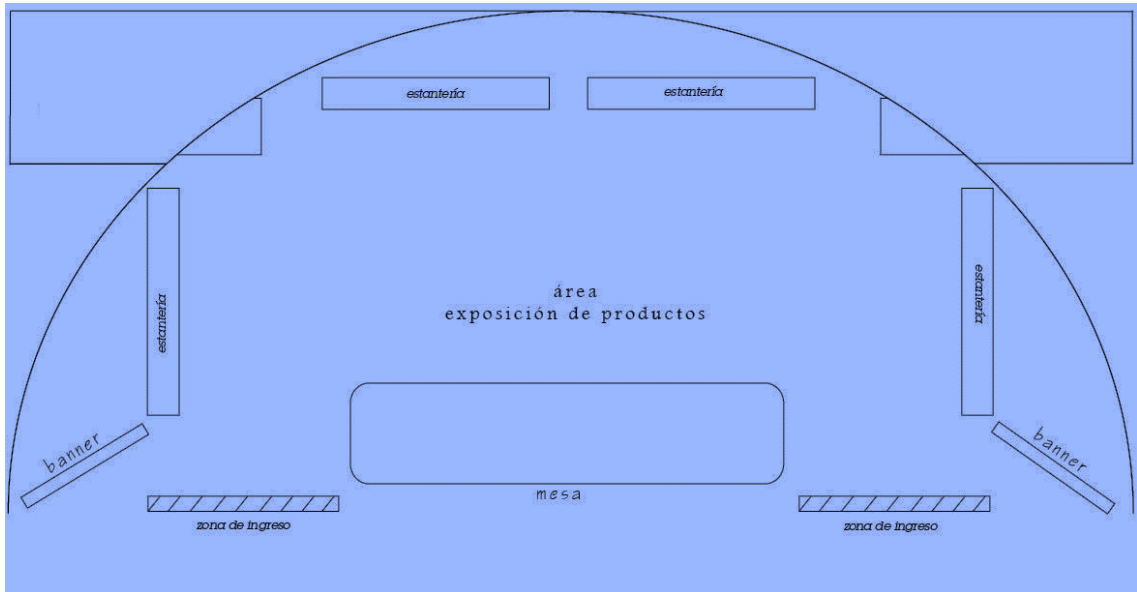 estantería
estantería
estantería
estantería
área
exposición de productos
banner
banner
mesa
zona de ingreso
zona de ingreso